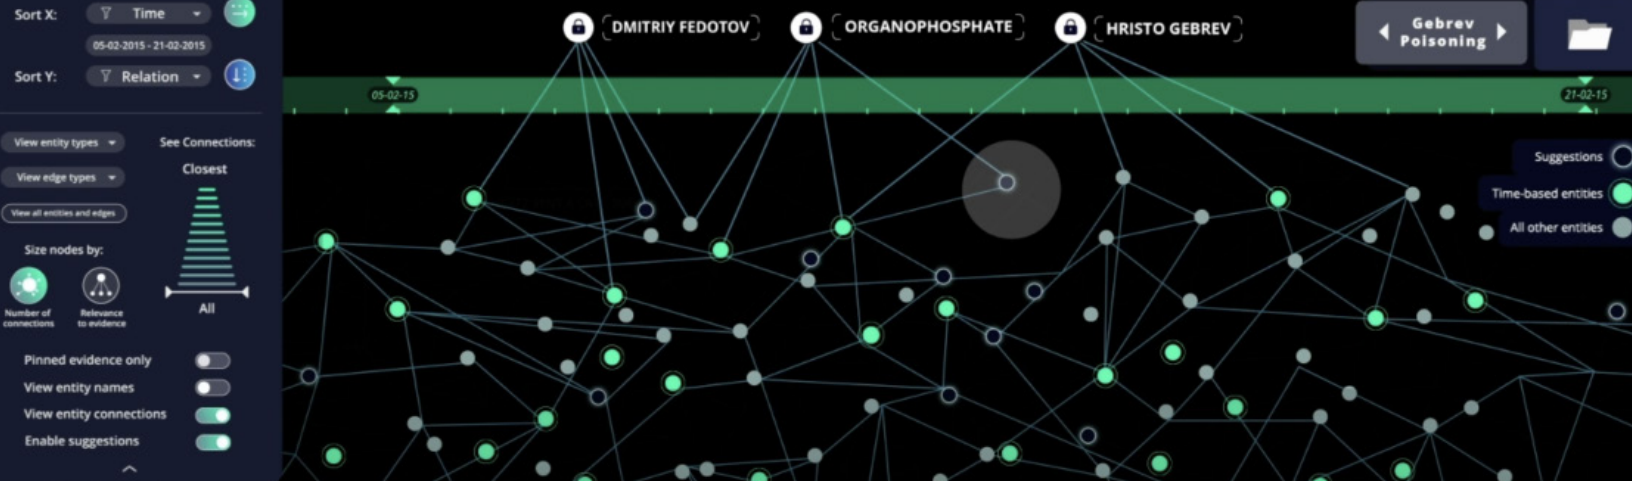 Sort X:
Time
05-02-2015 - 21-02-2015
Sort Y:
Relation
View entity types
View edge types
View all entities and edges
See Connections:
Closest
All
Size nodes by:
Number of
connections
Relevance
to evidence
Pinned evidence only
View entity names
View entity connections
Enable suggestions
DMITRIY FEDOTOV
ORGANOPHOSPHATE
HRISTO GEBREV
Gebrev
Poisoning
05-02-15
21-02-15
Suggestions
Time-based entities
All other entities